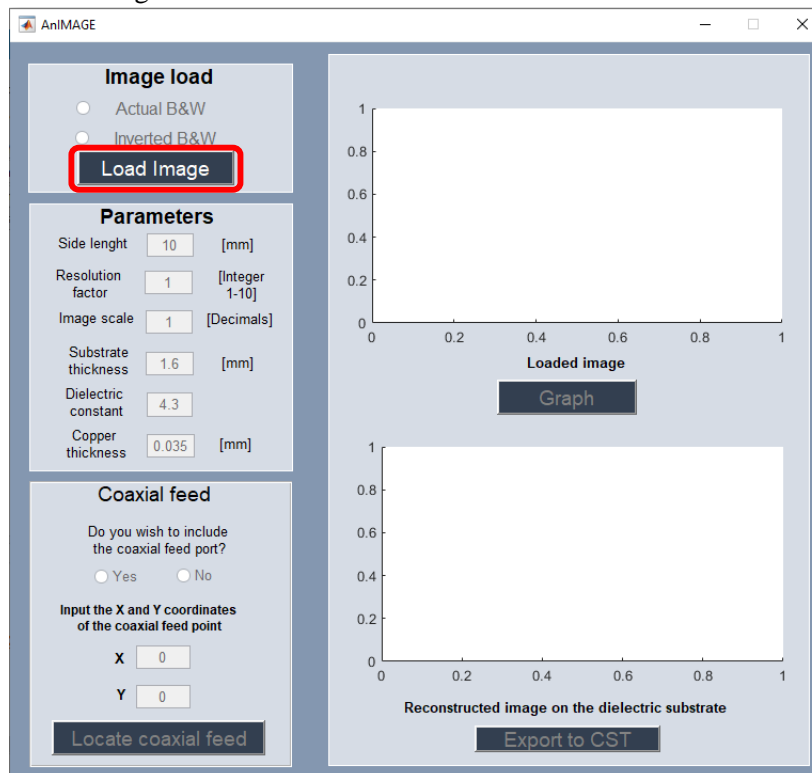 AnIMAGE
Image load
Actual B&W
Inverted B&W
Load Image
Parameters
Side lenght 10 [mm]
Resolution factor 1 [Integer 1-10]
Image scale 1 [Decimals]
Substrate thickness 1.6 [mm]
Dielectric constant 4.3
Copper thickness 0.035 [mm]
Coaxial feed
Do you wish to include
the coaxial feed port?
Yes No
Input the X and Y coordinates
of the coaxial feed point
X 0
Y 0
Locate coaxial feed
1
0.8
0.6
0.4
0.2
0
0 0.2 0.4 0.6 0.8 1
Loaded image
Graph
1
0.8
0.6
0.4
0.2
0
0 0.2 0.4 0.6 0.8 1
Reconstructed image on the dielectric substrate
Export to CST